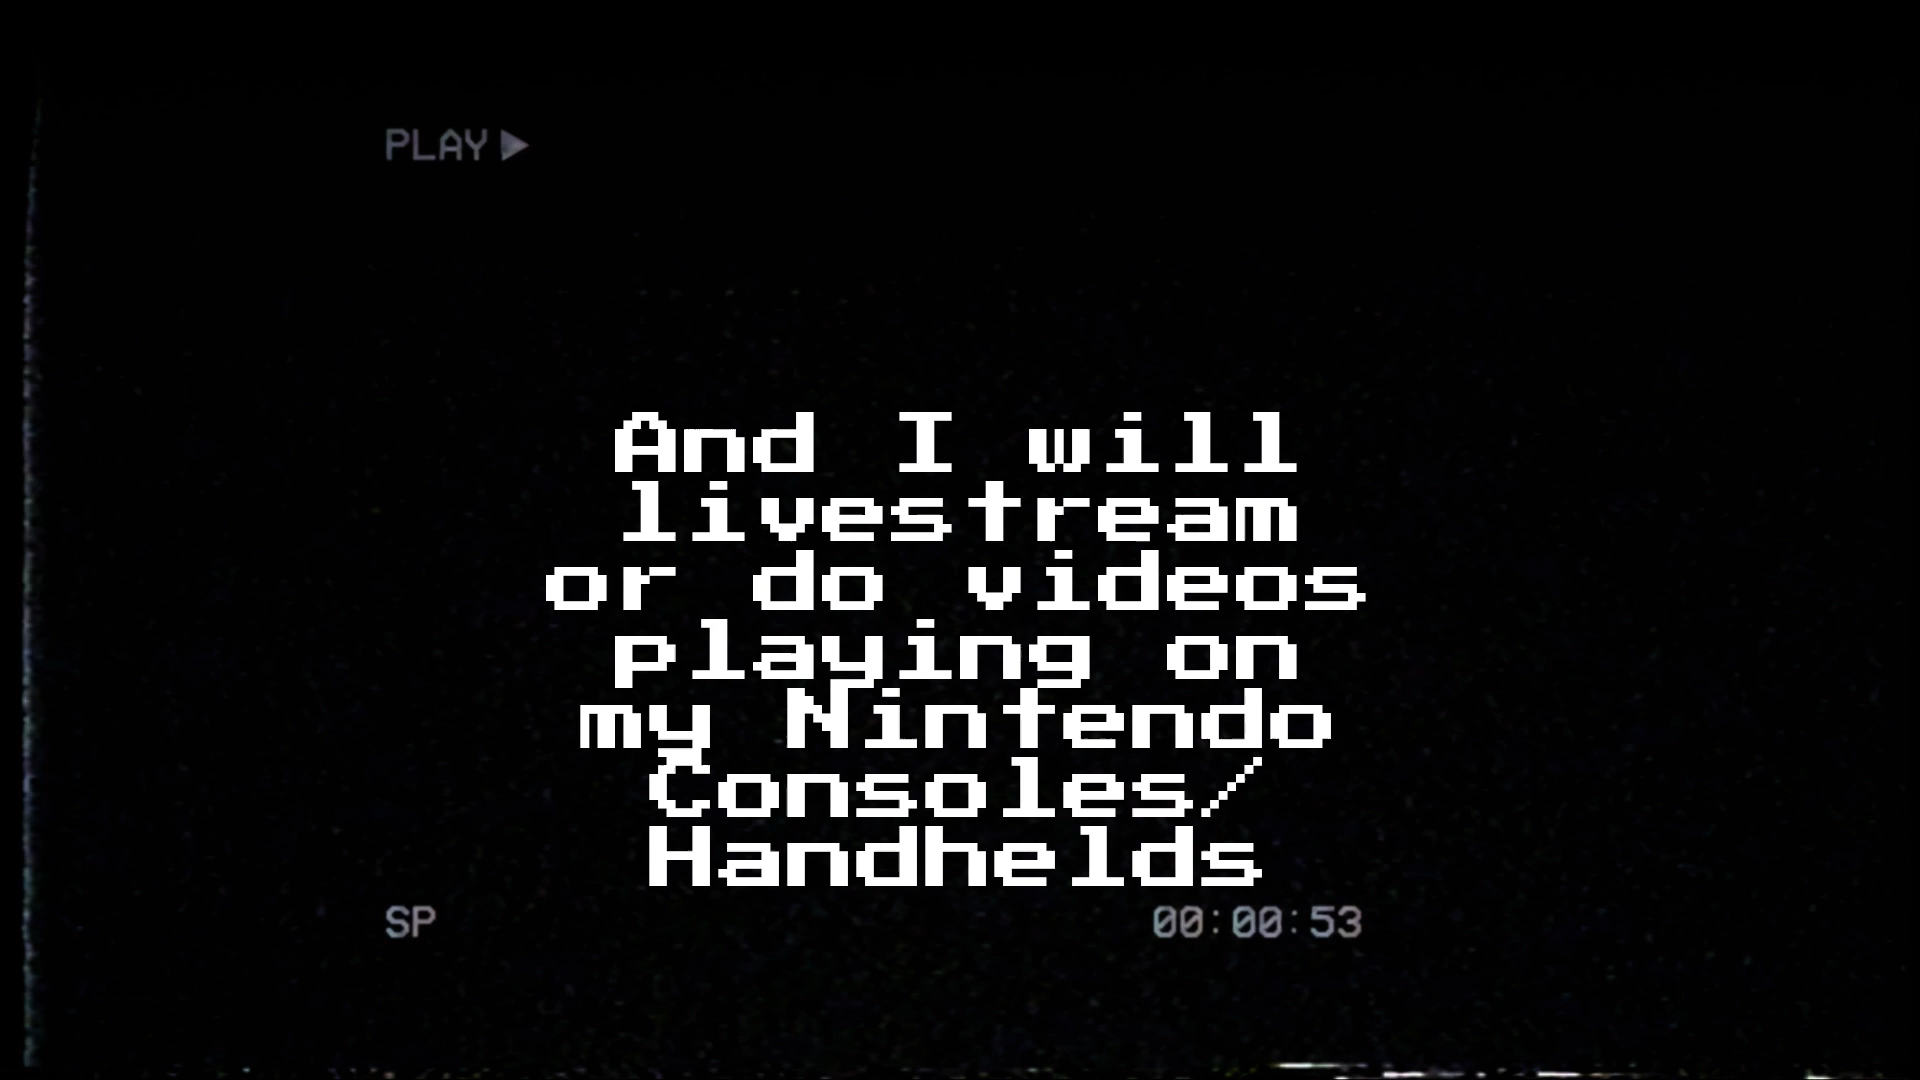 PLAY
And I will
livestream
or do videos
playing on
my Nintendo
Consoles/
Handhelds
SP 00:00:53